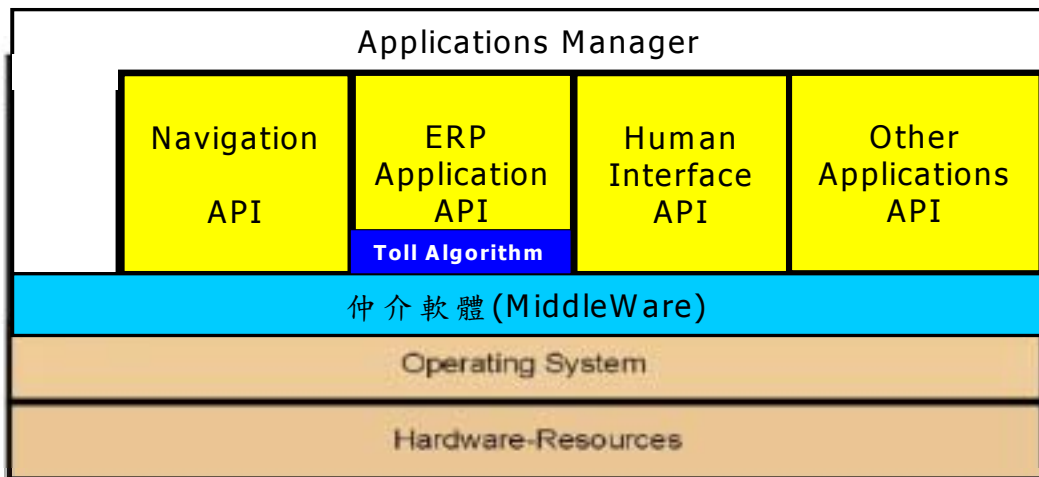 Applications Manager
Navigation
API
ERP
Application
API
Toll Algorithm
Human
Interface
API
Other
Applications
API
仲介軟體(MiddleWare)
Operating System
Hardware-Resources